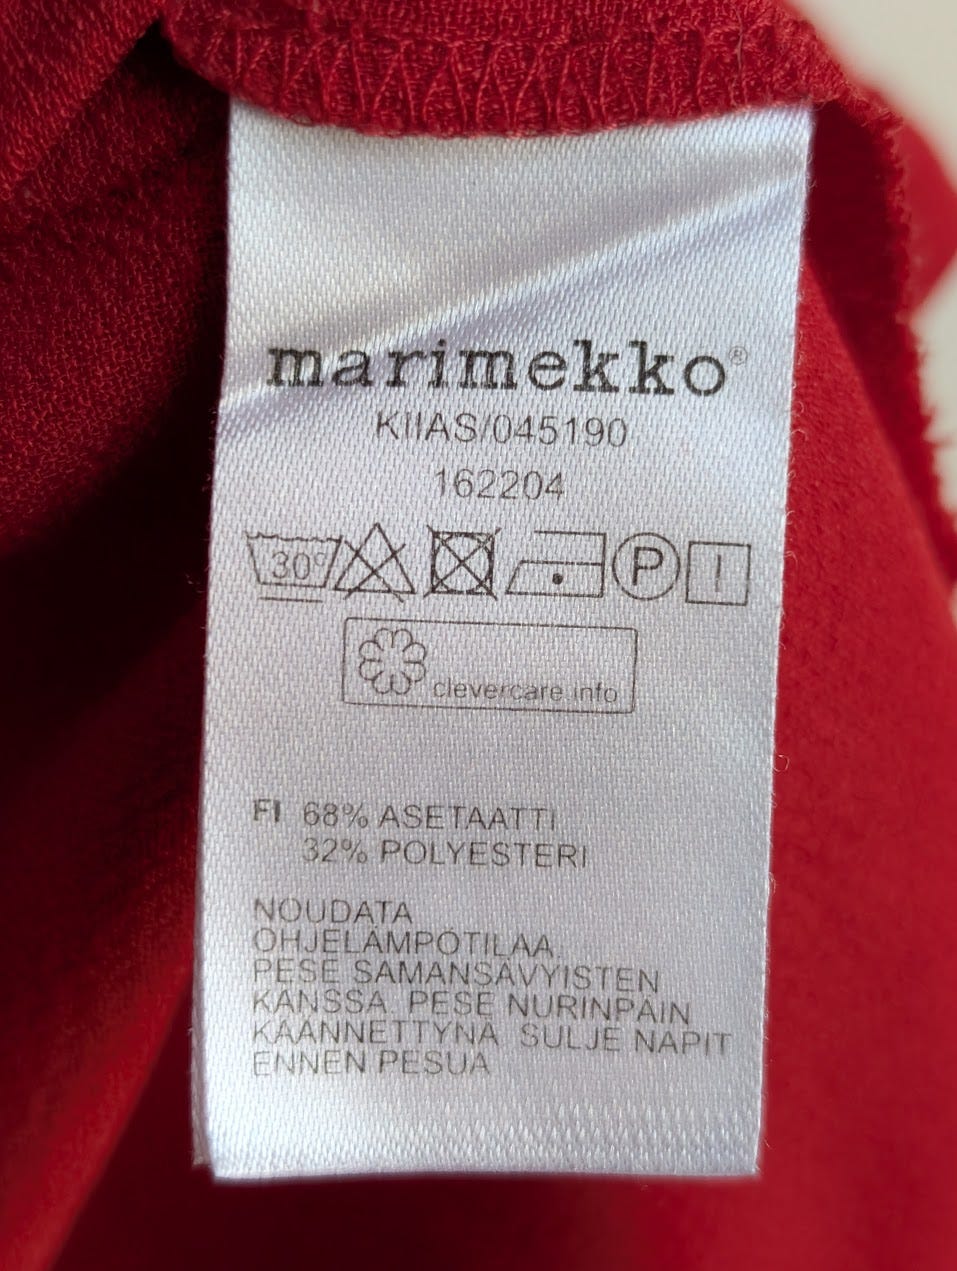 marimekko®
KIIAS/045190
162204
30° P !
clevercare.info
FI 68% ASETAATTI
32% POLYESTERI
NOUDATA
OHJELÄMPÖTILAA.
PESE SAMANSÄVYISTEN
KANSSA. PESE NURINPÄIN
KÄÄNNETTYNÄ. SULJE NAPIT
ENNEN PESUA